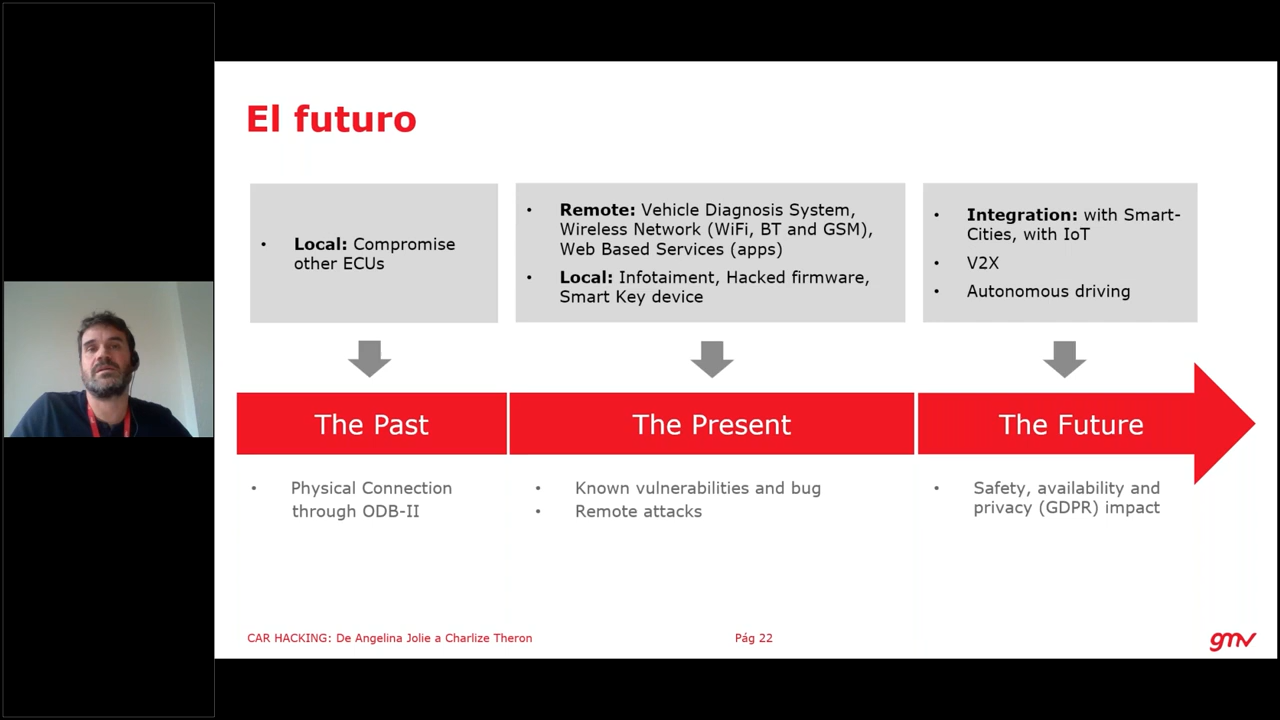 El futuro
• Local: Compromise
other ECUs
• Remote: Vehicle Diagnosis System,
Wireless Network (WiFi, BT and GSM),
Web Based Services (apps)
• Local: Infotaiment, Hacked firmware,
Smart Key device
• Integration: with Smart-
Cities, with IoT
• V2X
• Autonomous driving
The Past
The Present
The Future
• Physical Connection
through ODB-II
• Known vulnerabilities and bug
• Remote attacks
• Safety, availability and
privacy (GDPR) impact
CAR HACKING: De Angelina Jolie a Charlize Theron
Pág 22
gmv